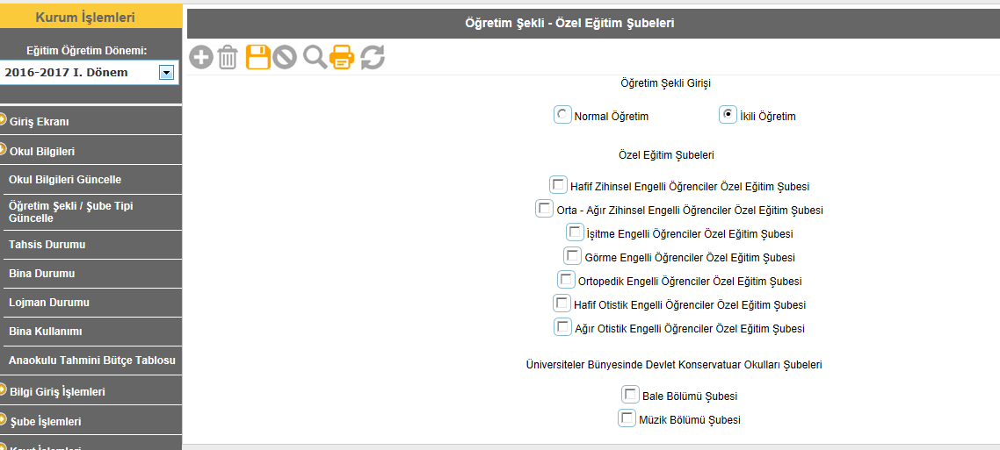 Kurum İşlemleri
Eğitim Öğretim Dönemi:
2016-2017 I. Dönem
Giriş Ekranı
Okul Bilgileri
Okul Bilgileri Güncelle
Öğretim Şekli / Şube Tipi
Güncelle
Tahsis Durumu
Bina Durumu
Lojman Durumu
Bina Kullanımı
Anaokulu Tahmini Bütçe Tablosu
Bilgi Giriş İşlemleri
Şube İşlemleri
Kayıt İşlemleri
Öğretim Şekli - Özel Eğitim Şubeleri
Öğretim Şekli Girişi
Normal Öğretim
İkili Öğretim
Özel Eğitim Şubeleri
Hafif Zihinsel Engelli Öğrenciler Özel Eğitim Şubesi
Orta - Ağır Zihinsel Engelli Öğrenciler Özel Eğitim Şubesi
İşitme Engelli Öğrenciler Özel Eğitim Şubesi
Görme Engelli Öğrenciler Özel Eğitim Şubesi
Ortopedik Engelli Öğrenciler Özel Eğitim Şubesi
Hafif Otistik Engelli Öğrenciler Özel Eğitim Şubesi
Ağır Otistik Engelli Öğrenciler Özel Eğitim Şubesi
Üniversiteler Bünyesinde Devlet Konservatuar Okulları Şubeleri
Bale Bölümü Şubesi
Müzik Bölümü Şubesi